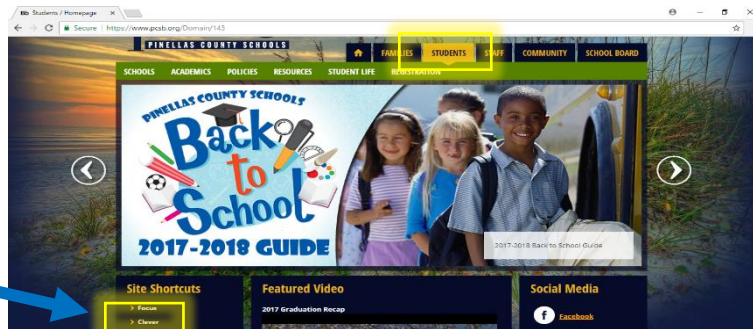 Students / Homepage
Secure | https://www.pcsb.org/Domain/143
PINELLAS COUNTY SCHOOLS
FAMILIES STUDENTS STAFF COMMUNITY SCHOOL BOARD
SCHOOLS ACADEMICS POLICIES RESOURCES STUDENT LIFE REGISTRATION
PINELLAS COUNTY SCHOOLS
Back
to
School
2017-2018 GUIDE
2017-2018 Back to School Guide
Site Shortcuts
> Focus
> Clever
Featured Video
2017 Graduation Recap
Social Media
f Facebook